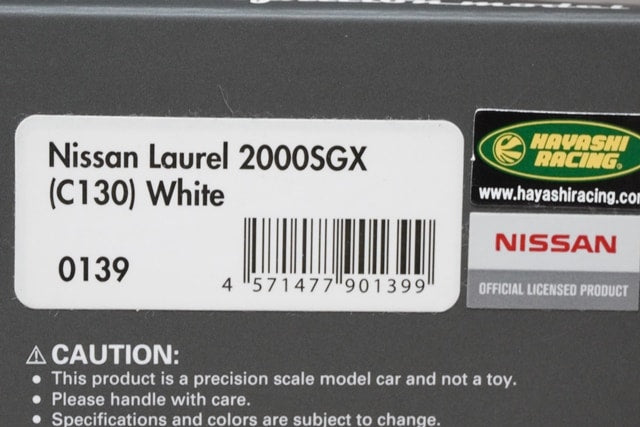 Nissan Laurel 2000SGX
(C130) White
0139
4 571477 901399
HAYASHI
RACING.
www.hayashiracing.co
NISSAN
OFFICIAL LICENSED PRODUCT
⚠ CAUTION:
• This product is a precision scale model car and not a toy.
• Please handle with care.
• Specifications and colors are subject to change.